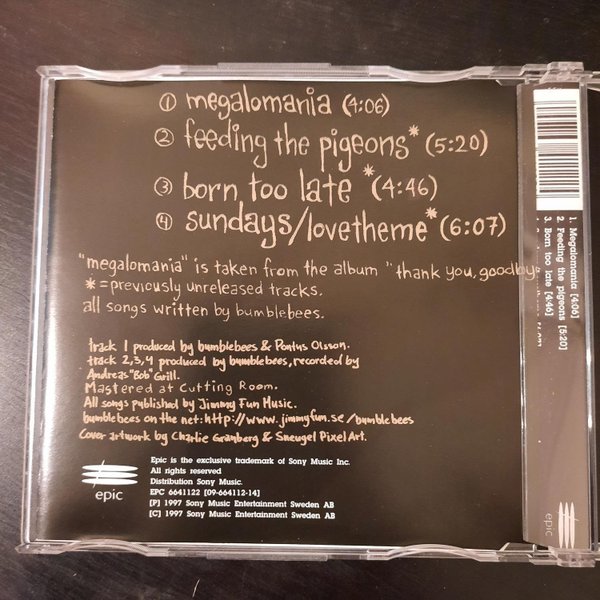 ① megalomania (4:06)
② feeding the pigeons* (5:20)
③ born too late *(4:46)
④ sundays/lovetheme* (6:07)
"megalomania" is taken from the album "thank you, goodby
*=previously unreleased tracks.
all songs written by bumblebees.
track 1 produced by bumblebees & Pontus Olsson.
track 2,3,4 produced by bumblebees, recorded by
Andreas "Bob" Grill.
Mastered at Cutting Room.
All songs published by Jimmy Fun Music.
bumblebees on the net: http://www.jimmyfun.se/bumblebees
Cover artwork by Charlie Granberg & Sneugel Pixel Art.
epic
Epic is the exclusive trademark of Sony Music Inc.
All rights reserved
Distribution Sony Music.
EPC 6641122 [09-664112-14]
[P] 1997 Sony Music Entertainment Sweden AB
[C] 1997 Sony Music Entertainment Sweden AB
1. Megalomania [4:06]
2. Feeding the pigeons [5:20]
3. Born too late [4:46]
epic